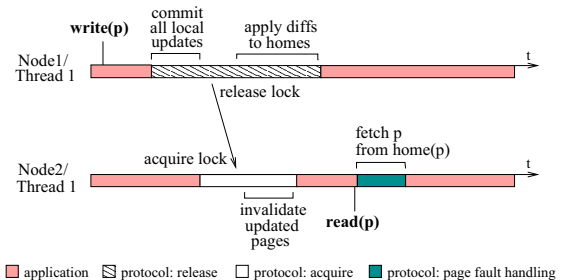 commit
all local
updates
write(p)
apply diffs
to homes
t
Node1/
Thread 1
release lock
fetch p
from home(p)
acquire lock
t
Node2/
Thread 1
invalidate
updated
pages
read(p)
application
protocol: release
protocol: acquire
protocol: page fault handling